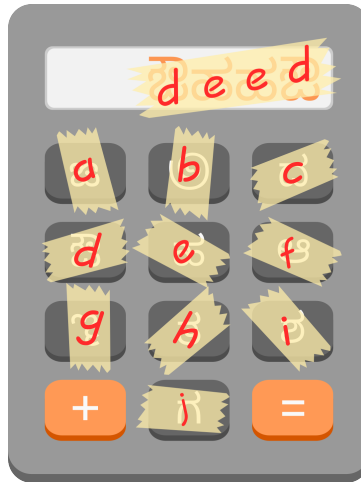 deed
a b c
d e f
g h i
+ j =